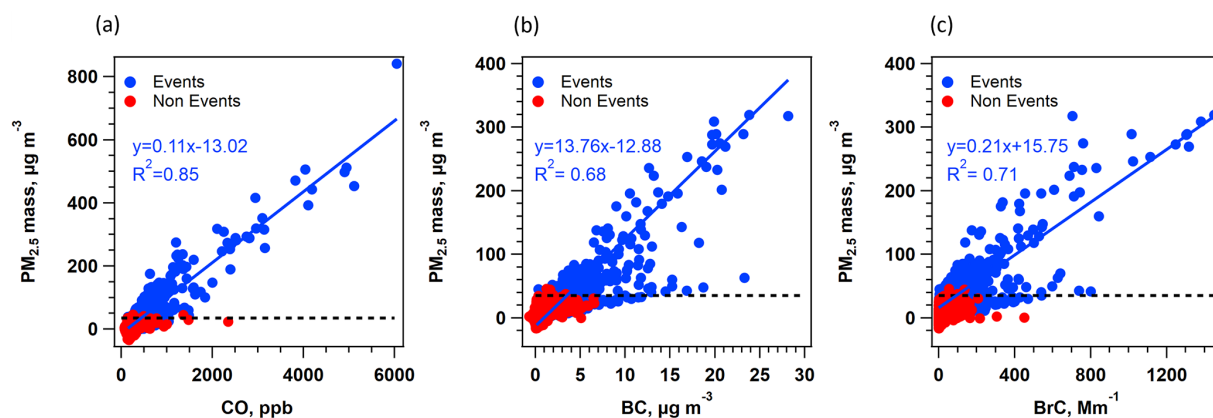 (a)
800
600
400
200
0
PM2.5 mass, µg m-3
Events
Non Events
y=0.11x-13.02
R2=0.85
0 2000 4000 6000
CO, ppb
(b)
400
300
200
100
0
PM2.5 mass, µg m-3
Events
Non Events
y=13.76x-12.88
R2= 0.68
0 5 10 15 20 25 30
BC, µg m-3
(c)
400
300
200
100
0
PM2.5 mass, µg m-3
Events
Non Events
y=0.21x+15.75
R2= 0.71
0 400 800 1200
BrC, Mm-1